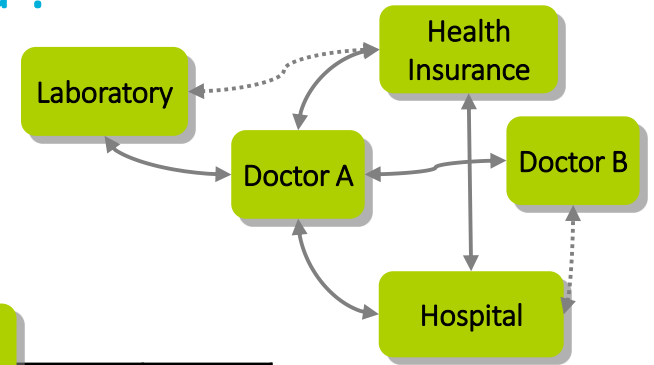 Health
Insurance
Laboratory
Doctor B
Doctor A
Hospital